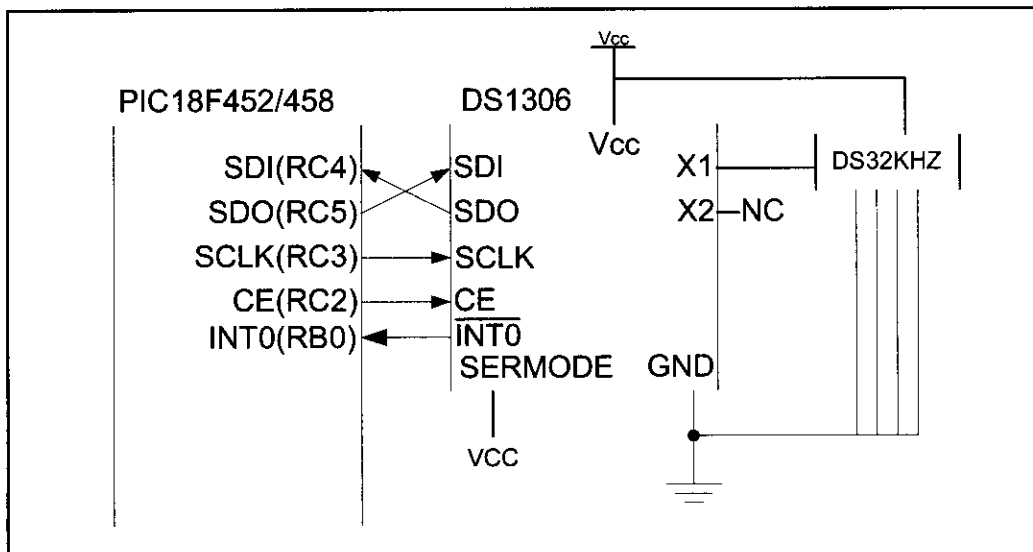 Vcc
PIC18F452/458
DS1306
Vcc
SDI(RC4)
SDI
X1
DS32KHZ
SDO(RC5)
SDO
X2
NC
SCLK(RC3)
SCLK
CE(RC2)
CE
INT0(RB0)
INT0
SERMODE
GND
VCC